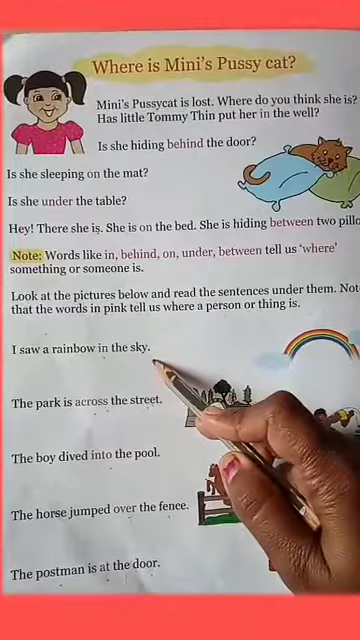 Where is Mini's Pussy cat?
Mini's Pussycat is lost. Where do you think she is?
Has little Tommy Thin put her in the well?
Is she hiding behind the door?
Is she sleeping on the mat?
Is she under the table?
Hey! There she is. She is on the bed. She is hiding between two
Note: Words like in, behind, on, under, between tell us 'where'
something or someone is.
Look at the pictures below and read the sentences under them.
that the words in pink tell us where a person or thing is.
I saw a rainbow in the sky.
The park is across the street.
The boy dived into the pool.
The horse jumped over the fence.
The postman is at the door.